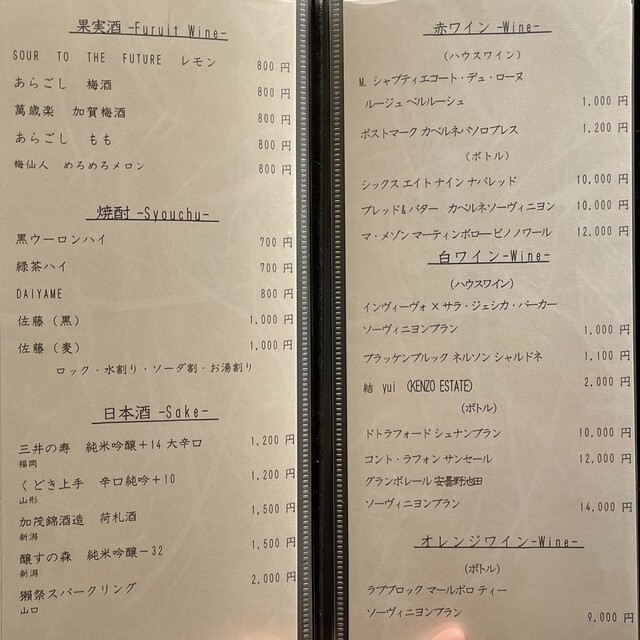 果実酒 -Furuit Wine-
SOUR TO THE FUTURE レモン 800 円
あらごし 梅酒 800 円
萬歳楽 加賀梅酒 800 円
あらごし もも 800 円
梅仙人 めろめろメロン 800 円
焼酎 -Syouchu-
黒ウーロンハイ 700 円
緑茶ハイ 700 円
DAIYAME 800 円
佐藤（黒） 1,000 円
佐藤（麦） 1,000 円
ロック・水割り・ソーダ割・お湯割り
日本酒 -Sake-
三井の寿 純米吟醸＋14 大辛口 1,200 円
福岡
くどき上手 辛口純吟＋10 1,200 円
山形
加茂錦酒造 荷札酒 1,500 円
新潟
醸すの森 純米吟醸－32 1,500 円
新潟
獺祭スパークリング 2,000 円
山口
赤ワイン -Wine-
（ハウスワイン）
M. シャプティエコート・デュ・ローヌ
ルージュ ベルルーシュ 1,000 円
ポストマーク カベルネパソロブレス 1,200 円
（ボトル）
シックス エイト ナイン ナパレッド 10,000 円
ブレッド& バター カベルネソーヴィニヨン 10,000 円
マ・メゾン マーティンボロー ピノ ノワール 12,000 円
白ワイン-Wine-
（ハウスワイン）
インヴィーヴォ × サラ・ジェシカ・パーカー
ソーヴィニヨンブラン 1,000 円
ブラッケンブルック ネルソン シャルドネ 1,100 円
結 yui （KENZO ESTATE） 2,000 円
（ボトル）
ドトラフォード シュナンブラン 10,000 円
コント・ラフォン サンセール 12,000 円
グランポレール 安曇野池田
ソーヴィニヨンブラン 14,000 円
オレンジワイン-Wine-
（ボトル）
ラブブロック マールボロ ティー
ソーヴィニヨンブラン 9,000 円